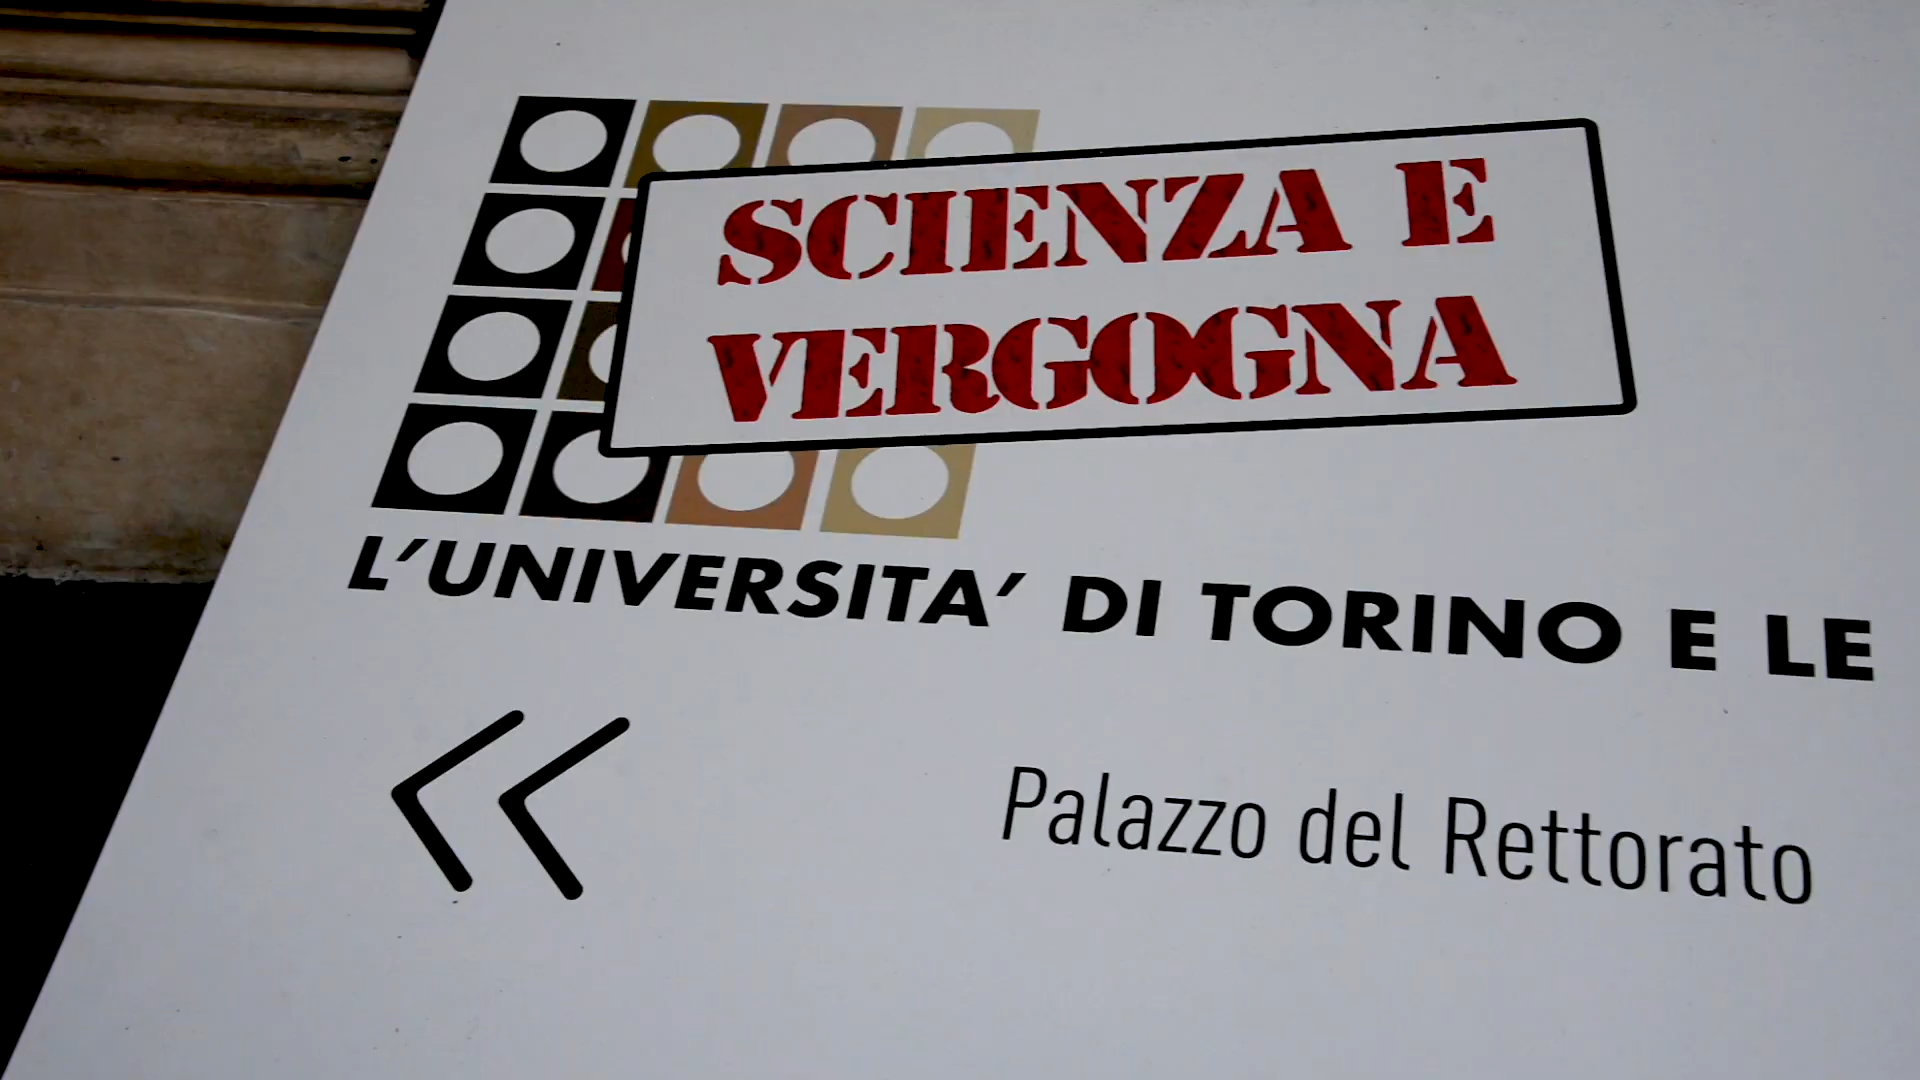 SCIENZA E
VERGOGNA
L'UNIVERSITA' DI TORINO E LE
Palazzo del Rettorato